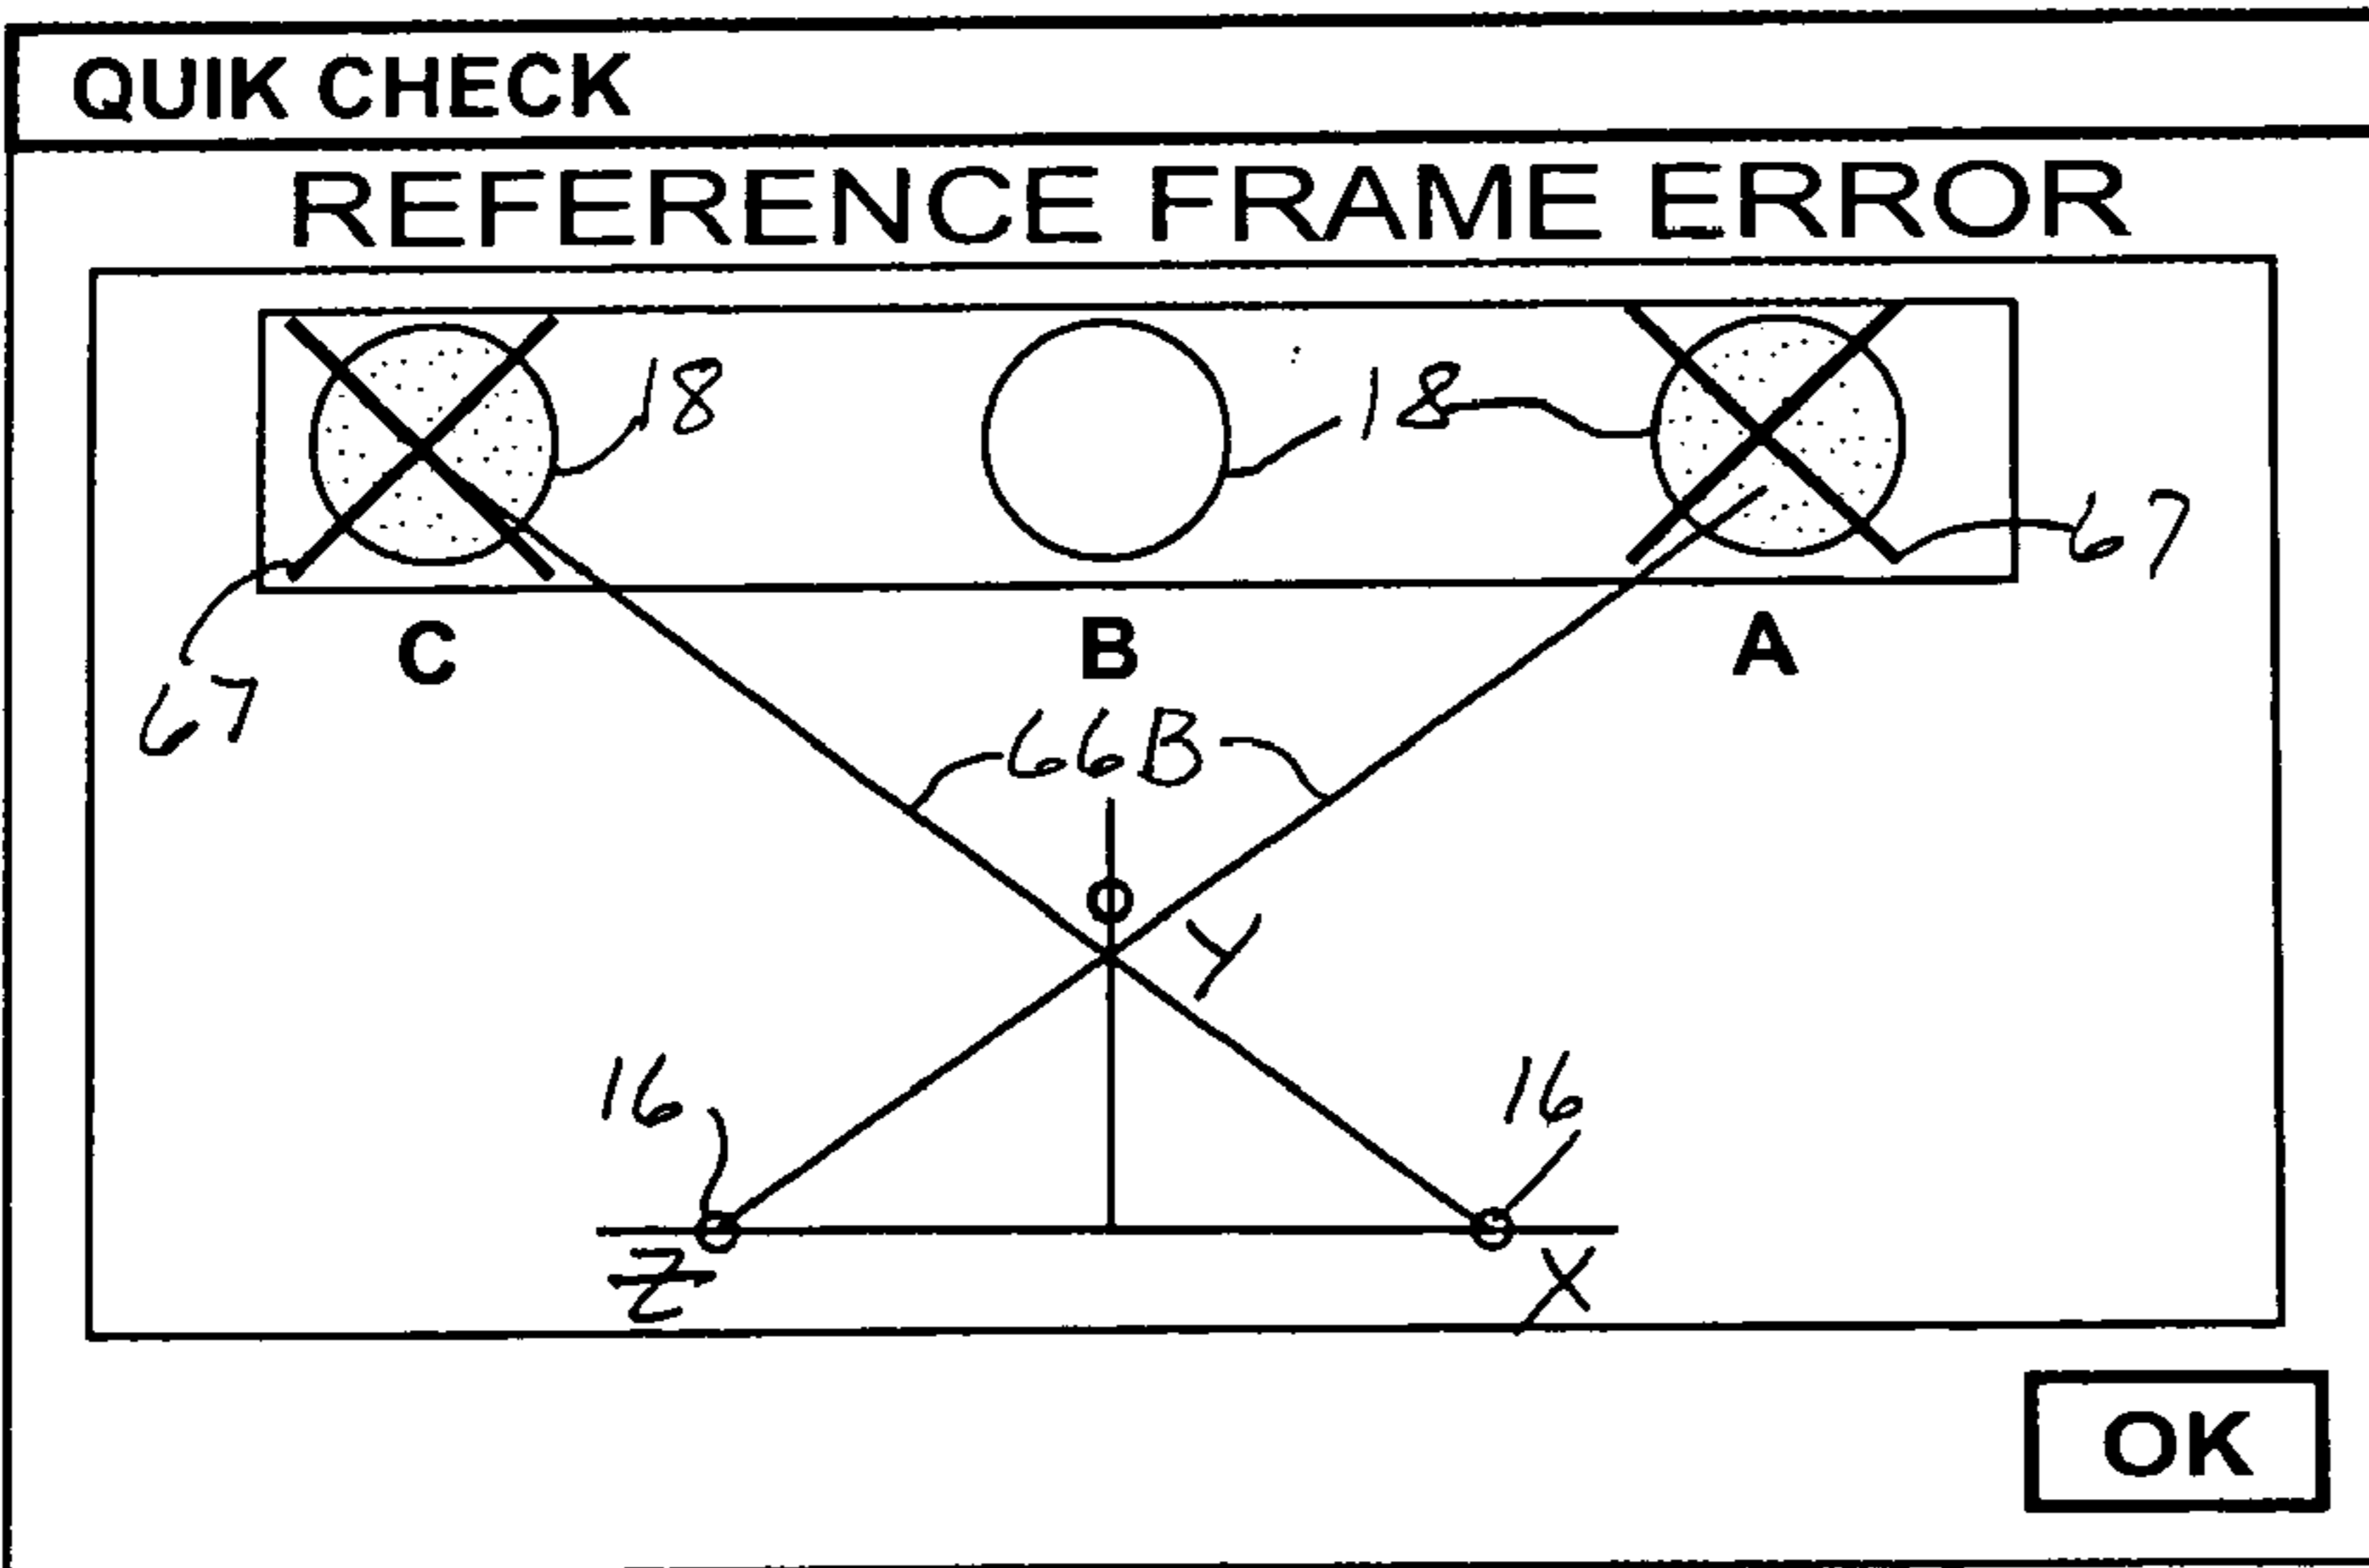 QUIK CHECK
REFERENCE FRAME ERROR
18 18
67
C B A
67
66B
Y
16 16
Z X
OK